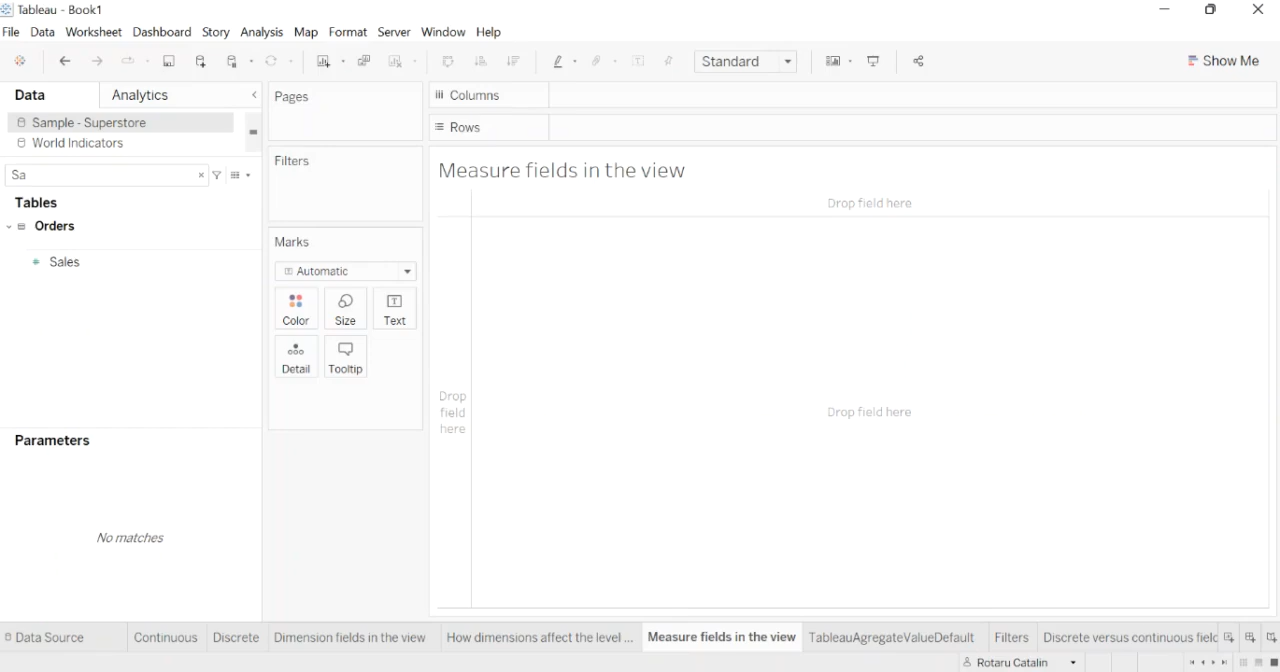 Tableau - Book1
File Data Worksheet Dashboard Story Analysis Map Format Server Window Help
Standard Show Me
Data Analytics
Sample - Superstore
World Indicators
Sa
Tables
Orders
Sales
Parameters
No matches
Pages
Filters
Marks
Automatic
Color Size Text
Detail Tooltip
Columns
Rows
Measure fields in the view
Drop field here
Drop
field
here
Drop field here
Data Source Continuous Discrete Dimension fields in the view How dimensions affect the level ... Measure fields in the view TableauAgregateValueDefault Filters Discrete versus continuous field
Rotaru Catalin